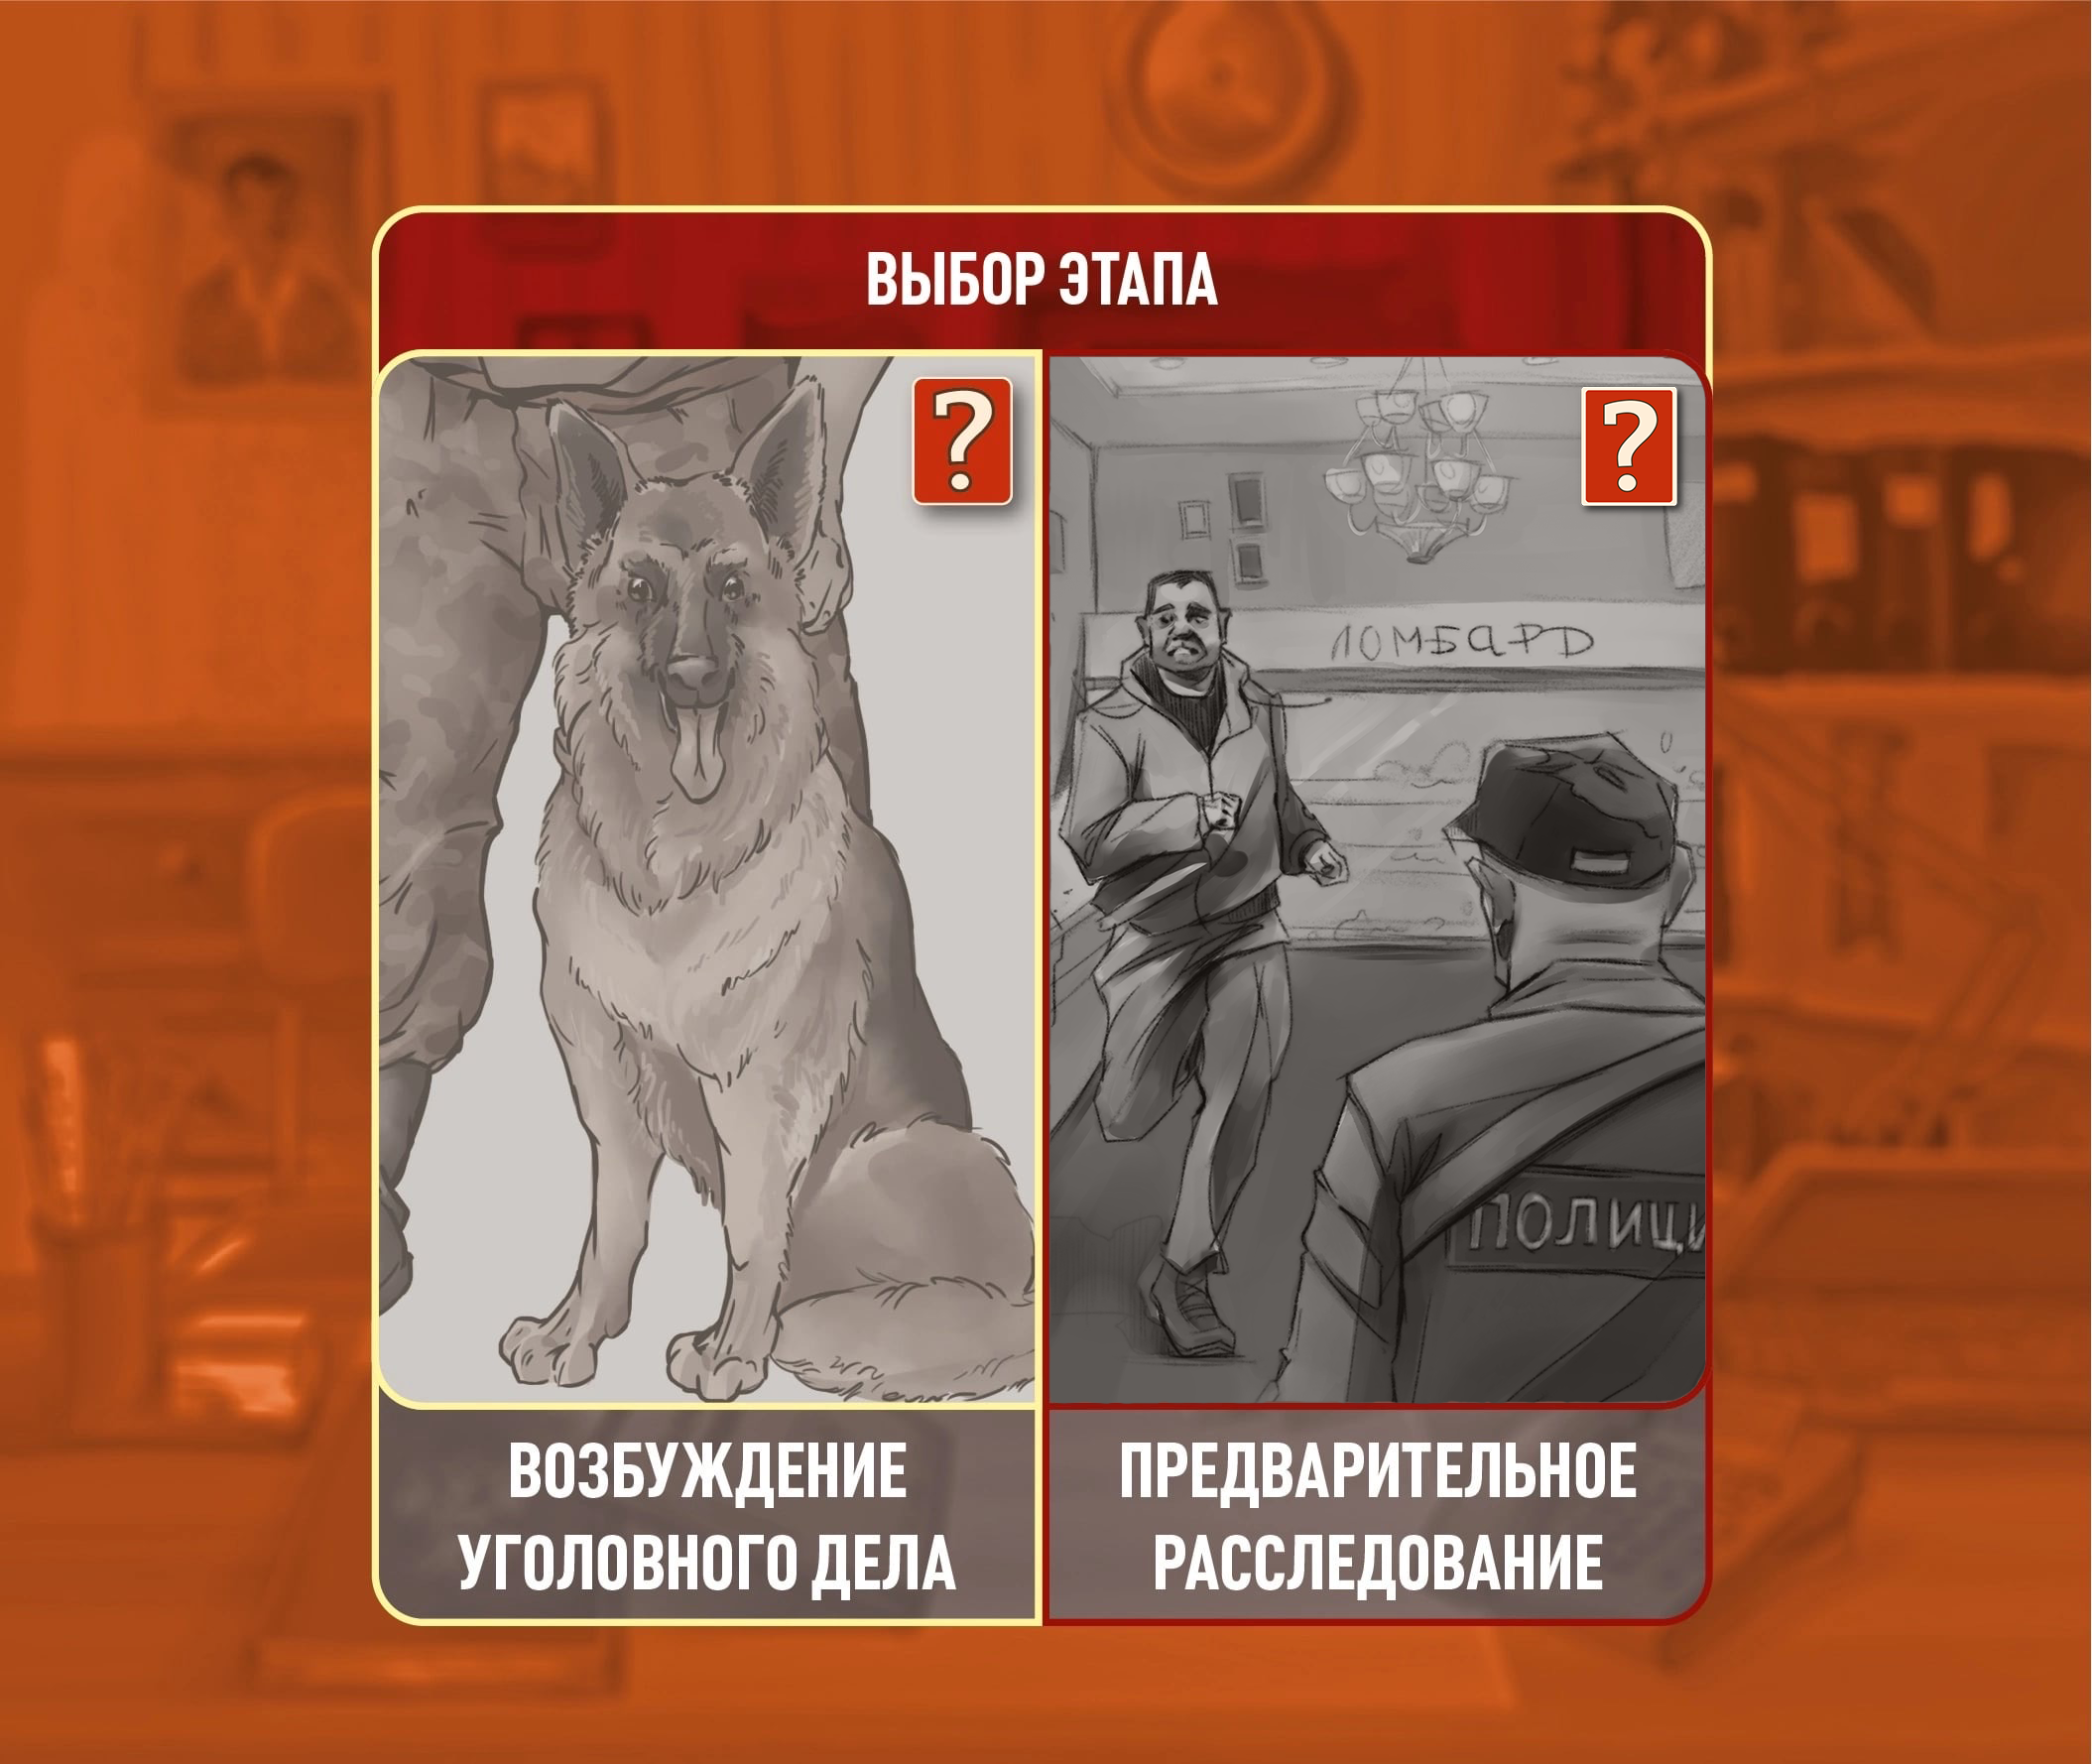 ВЫБОР ЭТАПА
?
?
ЛОМБАРД
ПОЛИЦИ
ВОЗБУЖДЕНИЕ
УГОЛОВНОГО ДЕЛА
ПРЕДВАРИТЕЛЬНОЕ
РАССЛЕДОВАНИЕ